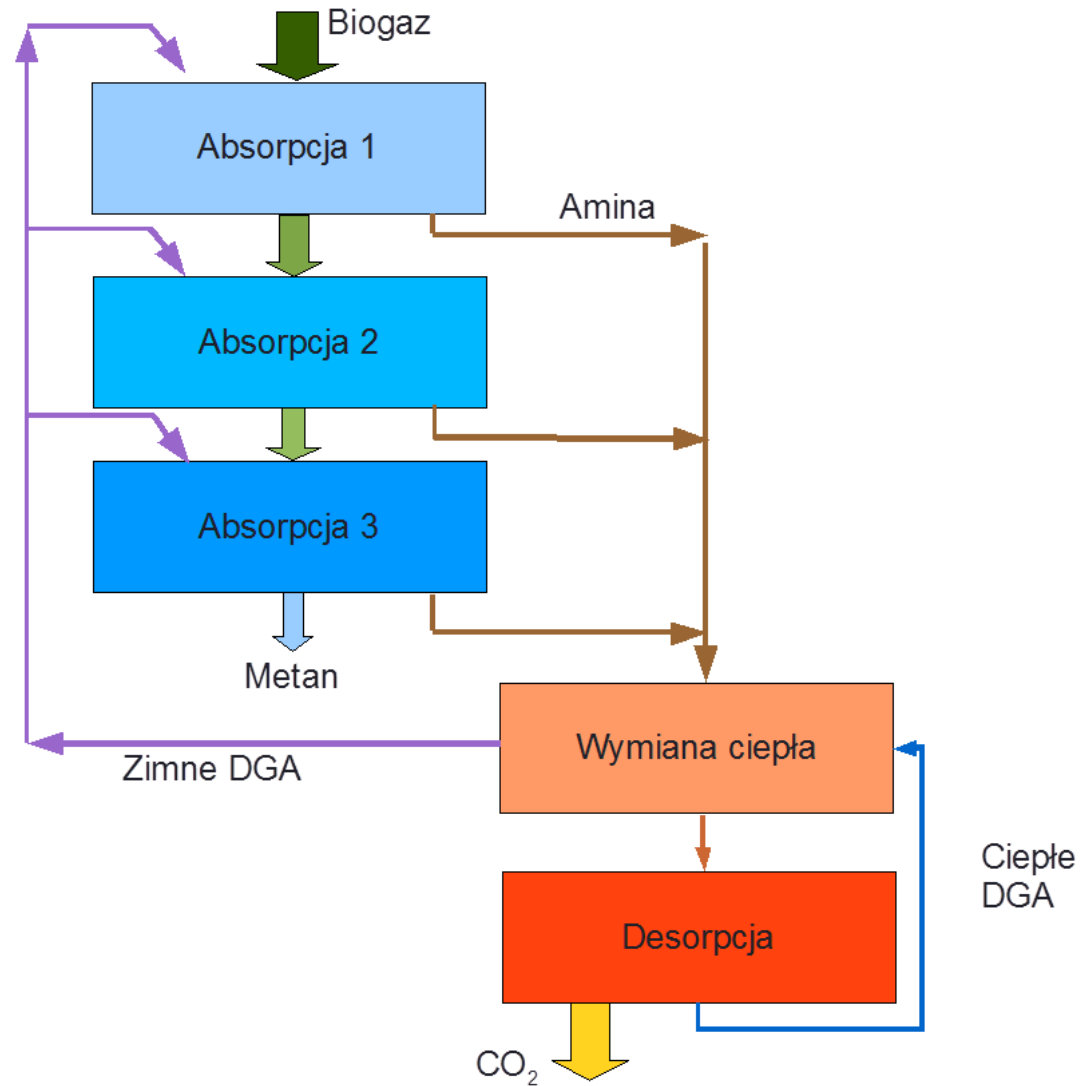 Biogaz
Absorpcja 1
Amina
Absorpcja 2
Absorpcja 3
Metan
Wymiana ciepła
Zimne DGA
Ciepłe
DGA
Desorpcja
CO₂